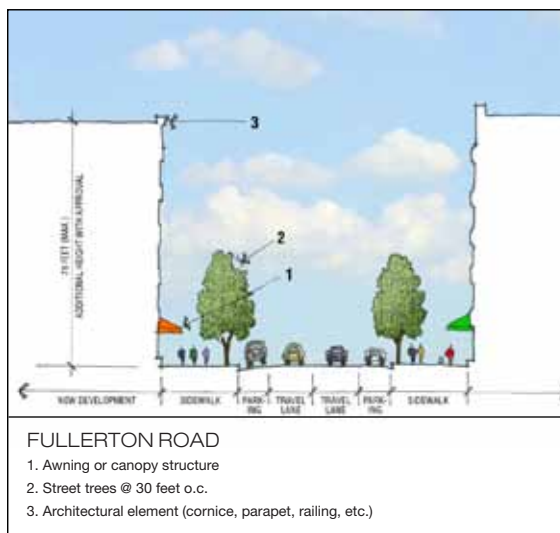 3
2
1
75 FEET (MAX.)
ADDITIONAL HEIGHT WITH APPROVAL
NEW DEVELOPMENT
SIDEWALK
PARK-
ING
TRAVEL
LANE
TRAVEL
LANE
PARK-
ING
SIDEWALK
FULLERTON ROAD
1. Awning or canopy structure
2. Street trees @ 30 feet o.c.
3. Architectural element (cornice, parapet, railing, etc.)